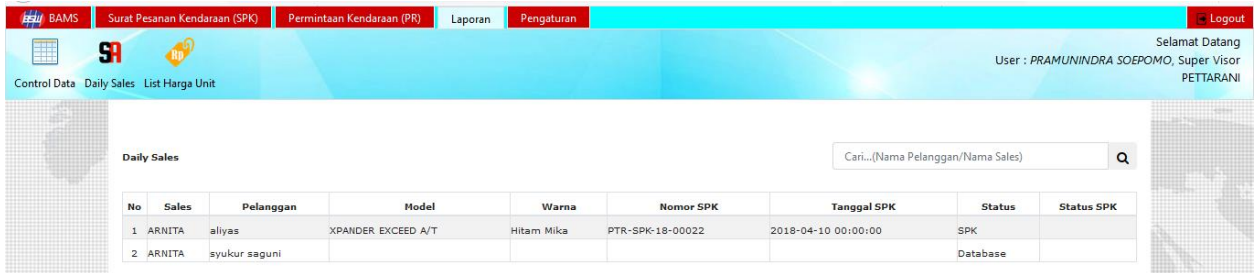 BSW BAMS Surat Pesanan Kendaraan (SPK) Permintaan Kendaraan (PR) Laporan Pengaturan Logout
Selamat Datang
SA Rp User : PRAMUNINDRA SOEPOMO, Super Visor
Control Data Daily Sales List Harga Unit PETTARANI
Daily Sales Cari...(Nama Pelanggan/Nama Sales)
No Sales Pelanggan Model Warna Nomor SPK Tanggal SPK Status Status SPK
1 ARNITA aliyas XPANDER EXCEED A/T Hitam Mika PTR-SPK-18-00022 2018-04-10 00:00:00 SPK
2 ARNITA syukur saguni Database